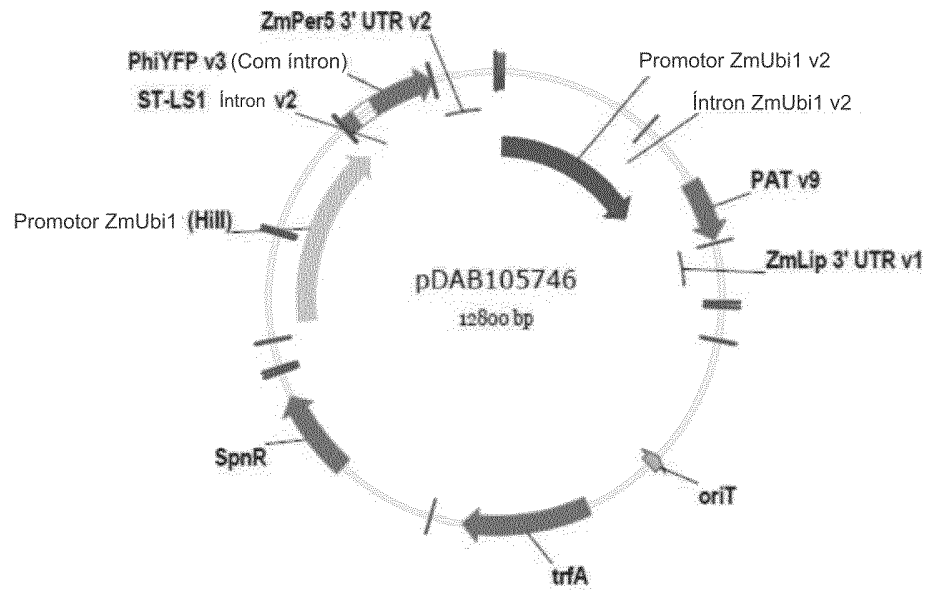 ZmPer5 3' UTR v2
PhiYFP v3 (Com íntron)
ST-LS1 Íntron v2
Promotor ZmUbi1 v2
Íntron ZmUbi1 v2
PAT v9
Promotor ZmUbi1 (HiII)
ZmLip 3' UTR v1
pDAB105746
12800 bp
SpnR
oriT
trfA